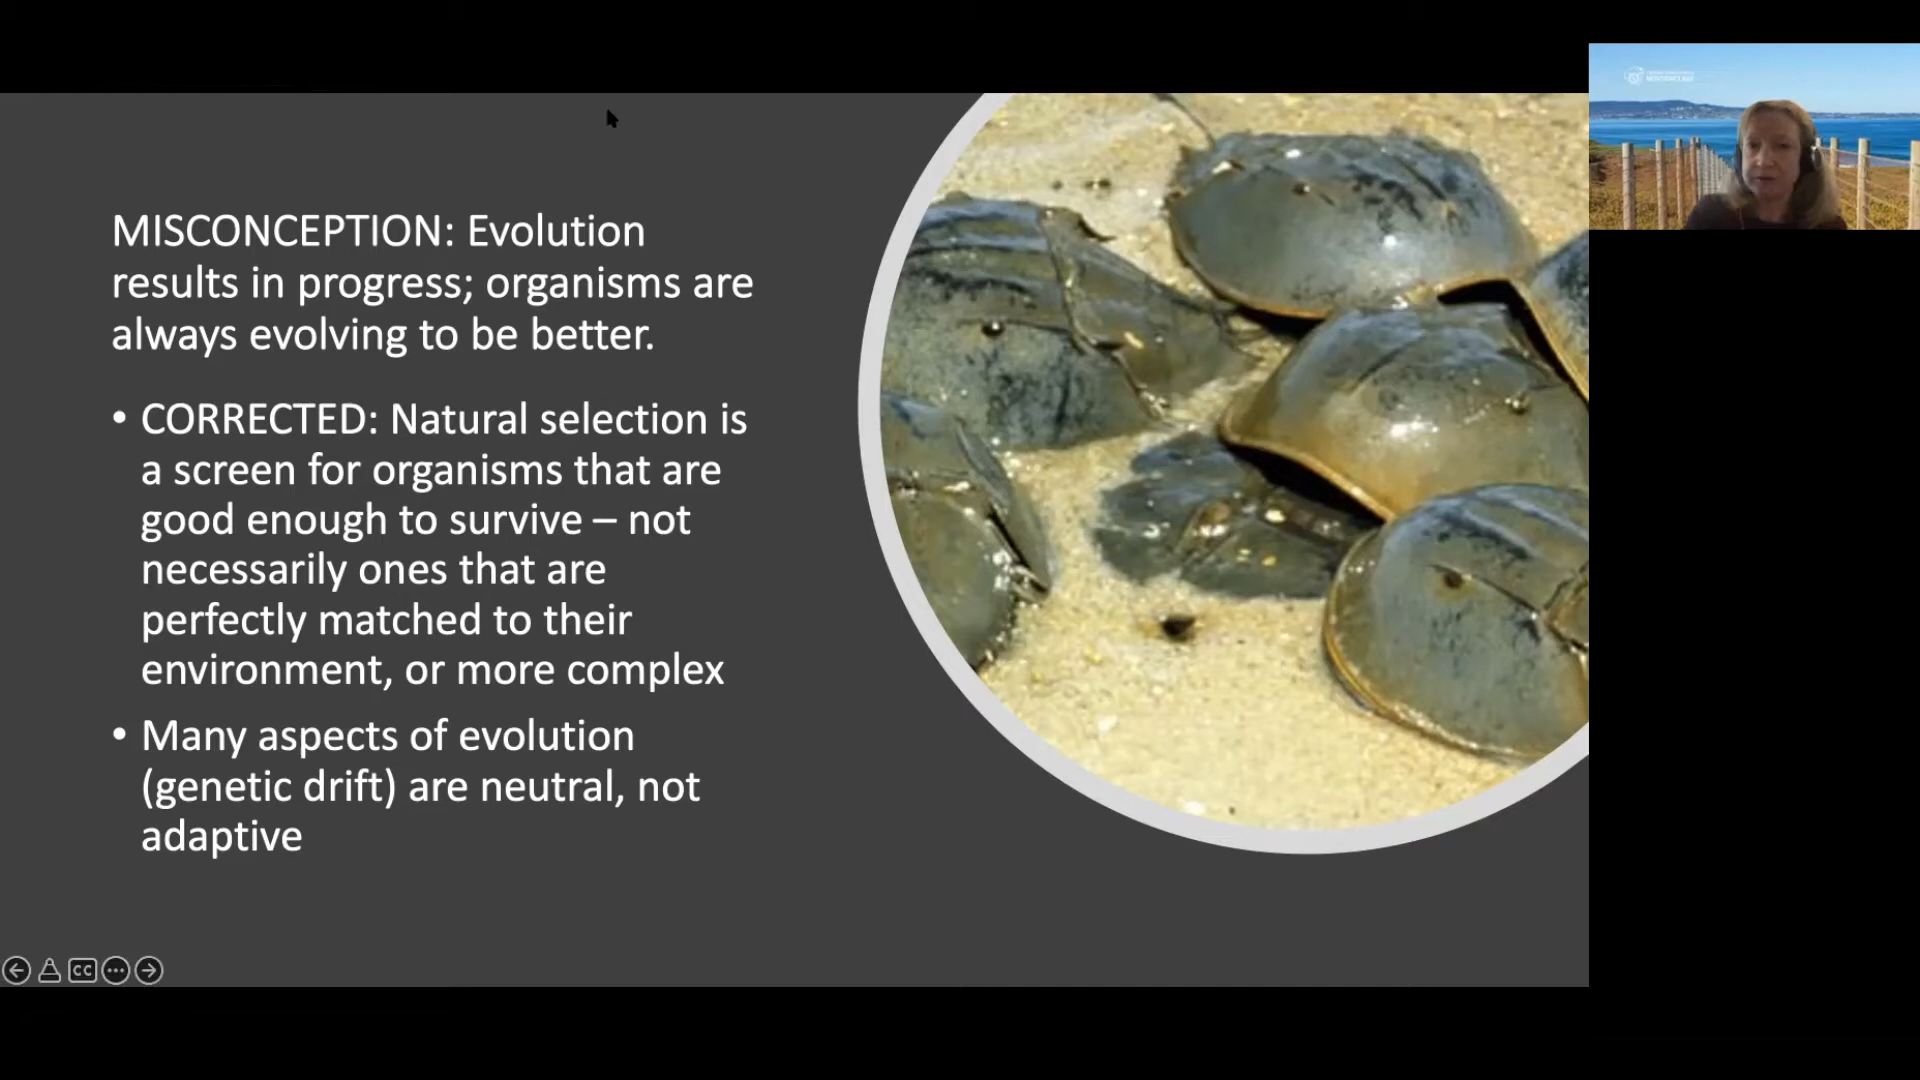 MISCONCEPTION: Evolution
results in progress; organisms are
always evolving to be better.
• CORRECTED: Natural selection is
a screen for organisms that are
good enough to survive – not
necessarily ones that are
perfectly matched to their
environment, or more complex
• Many aspects of evolution
(genetic drift) are neutral, not
adaptive
CC